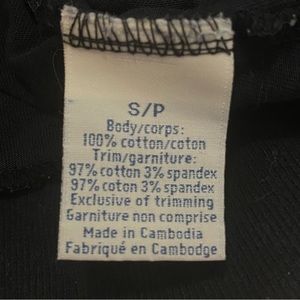 S/P
Body/corps:
100% cotton/coton
Trim/garniture:
97% cotton 3% spandex
97% coton 3% spandex
Exclusive of trimming
Garniture non comprise
Made in Cambodia
Fabriqué en Cambodge